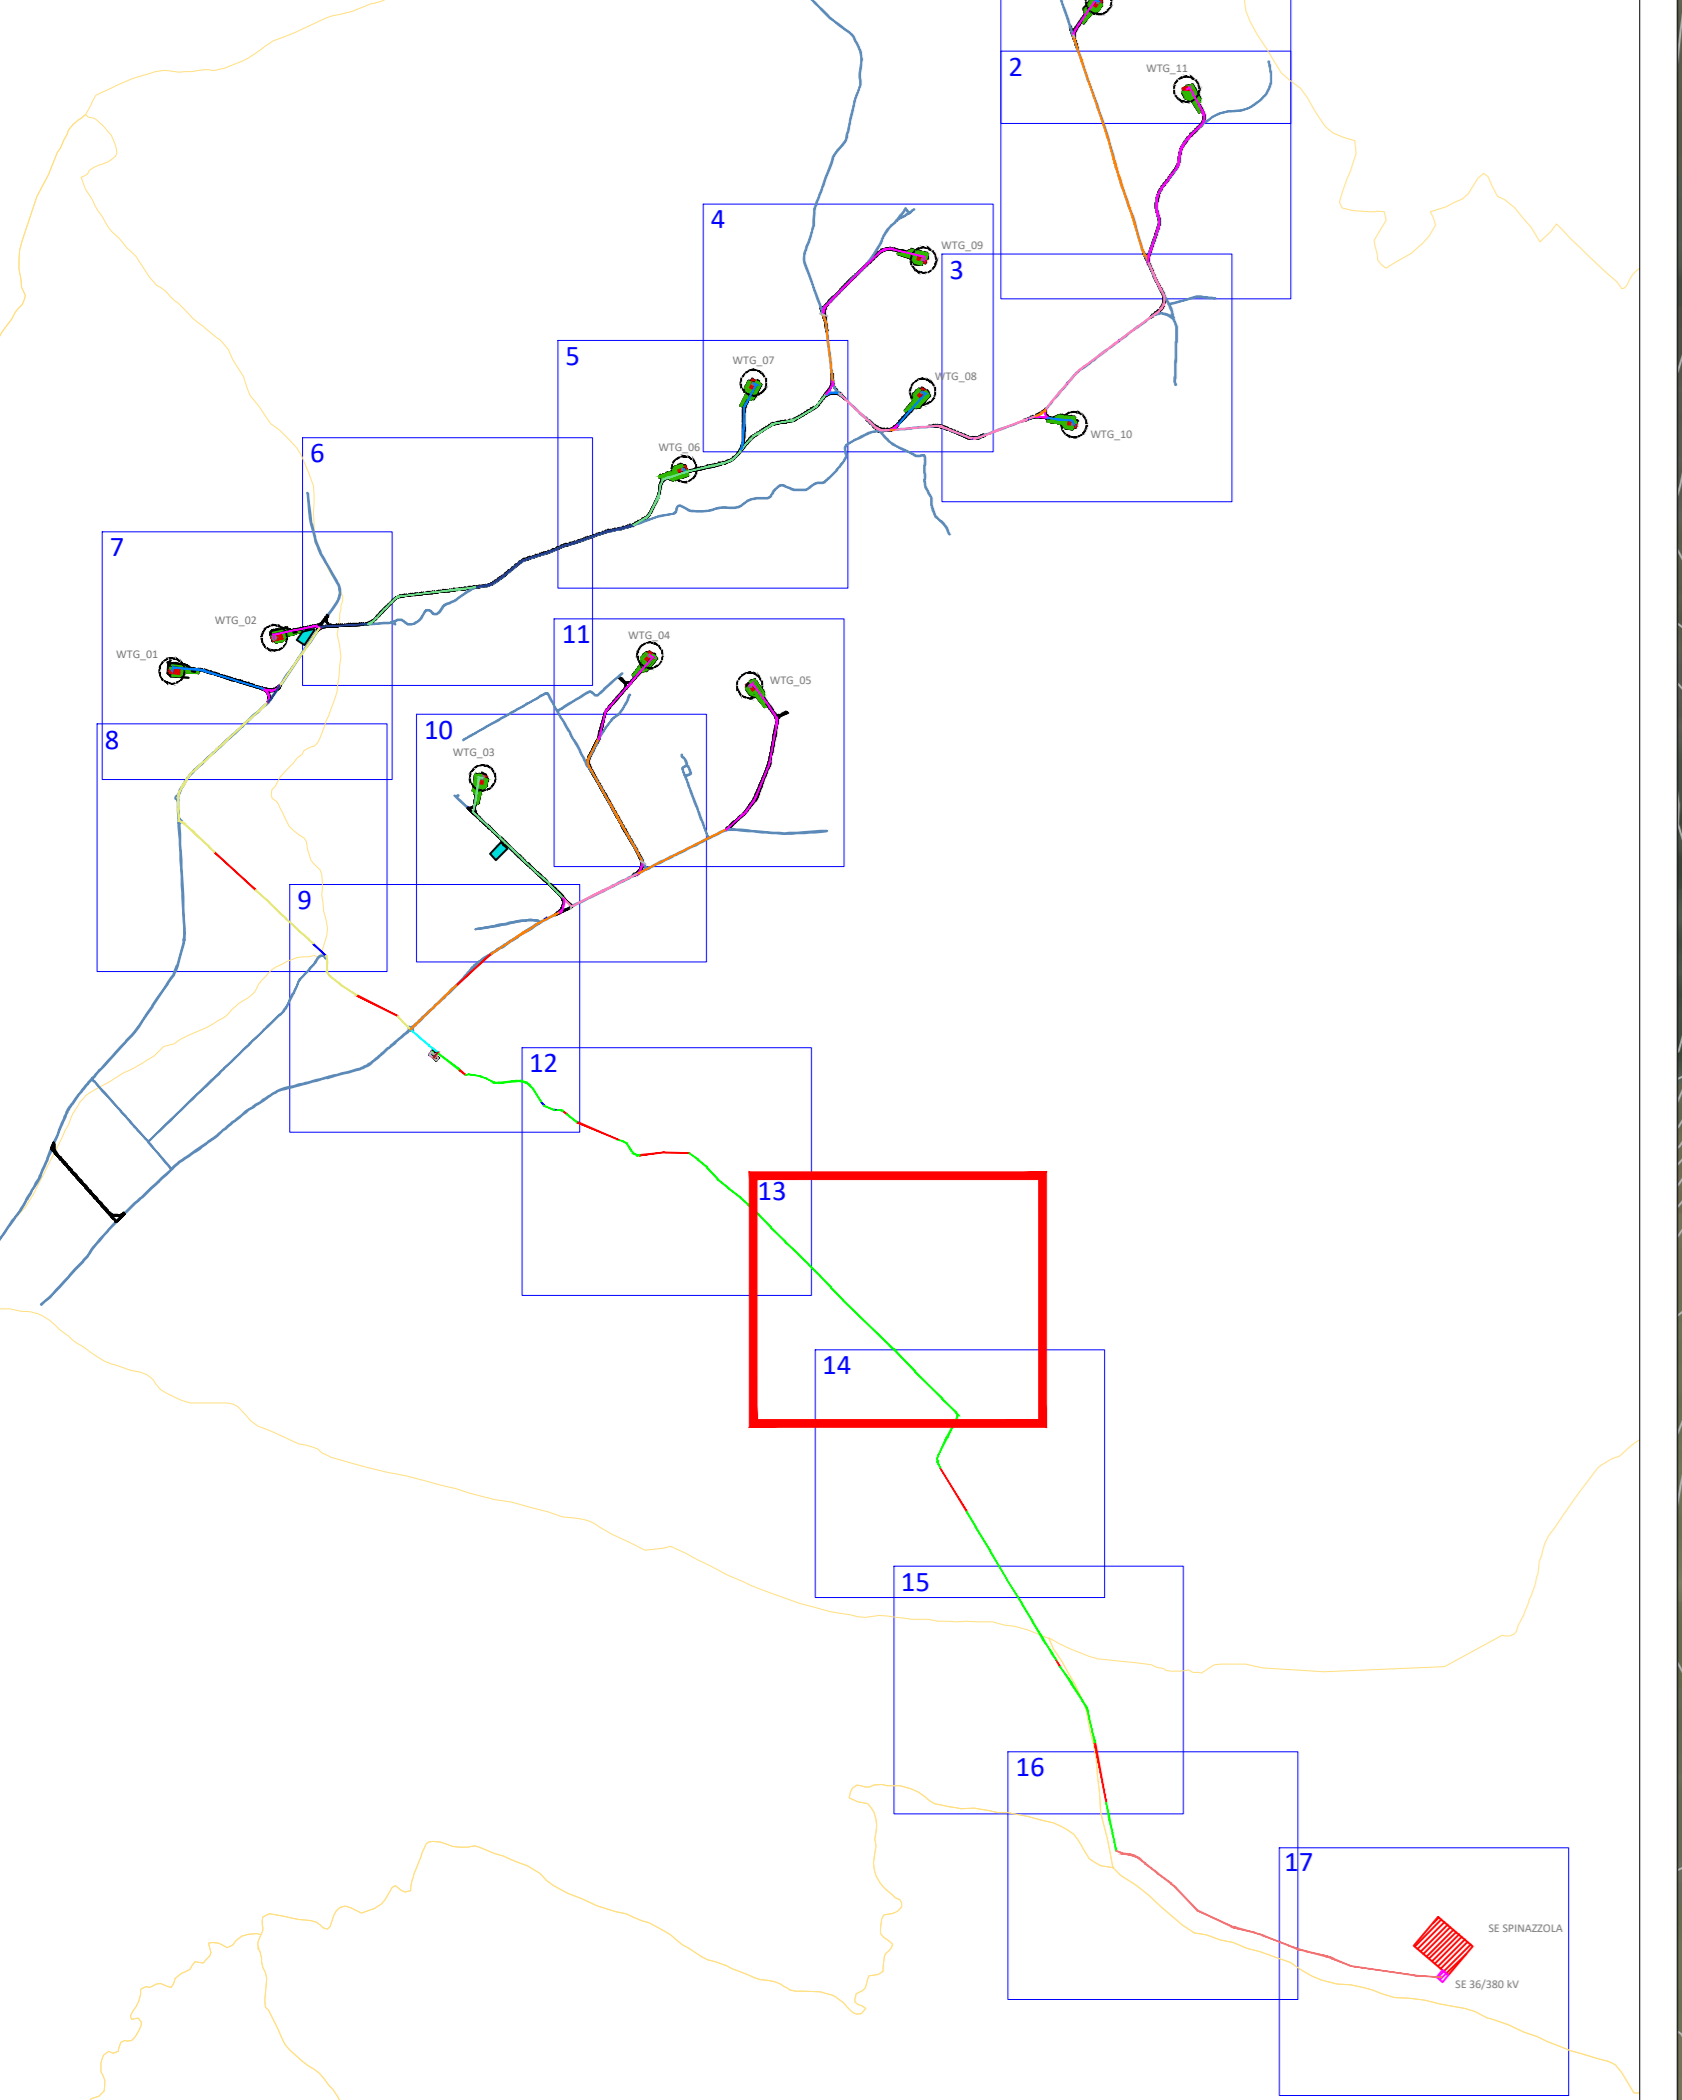 2
WTG_11
4
WTG_09
3
5
WTG_07
WTG_08
WTG_10
WTG_06
6
7
WTG_02
11
WTG_04
WTG_01
WTG_05
10
8
WTG_03
9
12
13
14
15
16
17
SE SPINAZZOLA
SE 36/380 kV